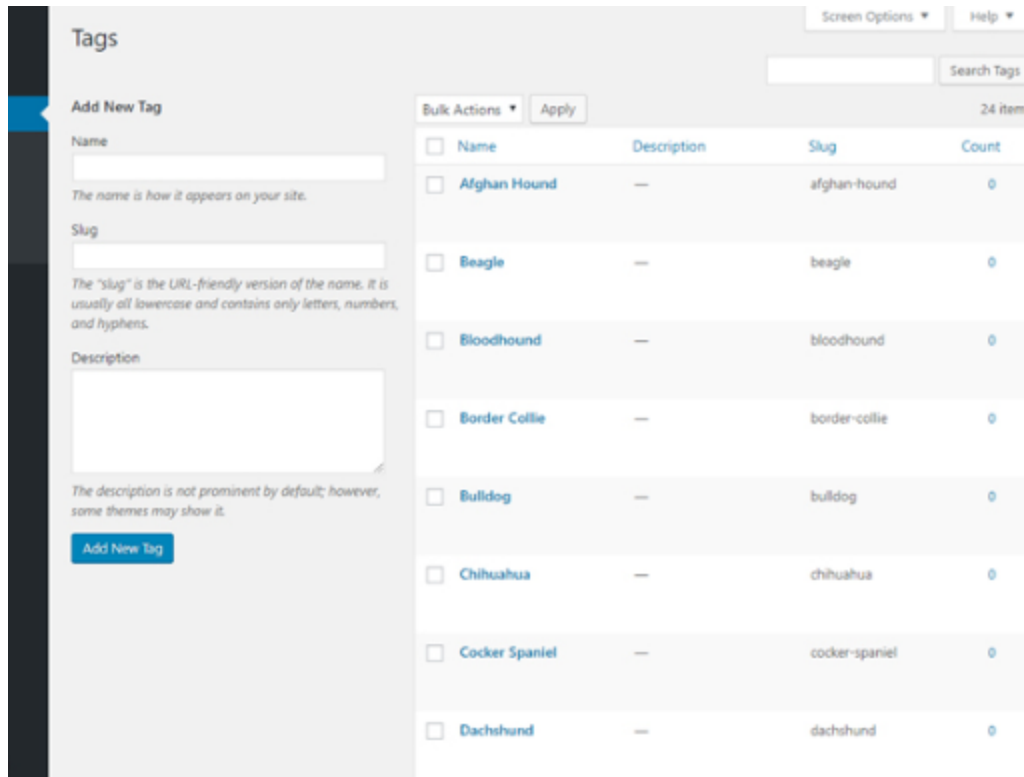 Screen Options ▼ Help ▼
Tags
Search Tags
Add New Tag
Bulk Actions ▼ Apply 24 item
Name
The name is how it appears on your site.
Slug
The "slug" is the URL-friendly version of the name. It is
usually all lowercase and contains only letters, numbers,
and hyphens.
Description
The description is not prominent by default; however,
some themes may show it.
Add New Tag
Name Description Slug Count
Afghan Hound — afghan-hound 0
Beagle — beagle 0
Bloodhound — bloodhound 0
Border Collie — border-collie 0
Bulldog — bulldog 0
Chihuahua — chihuahua 0
Cocker Spaniel — cocker-spaniel 0
Dachshund — dachshund 0